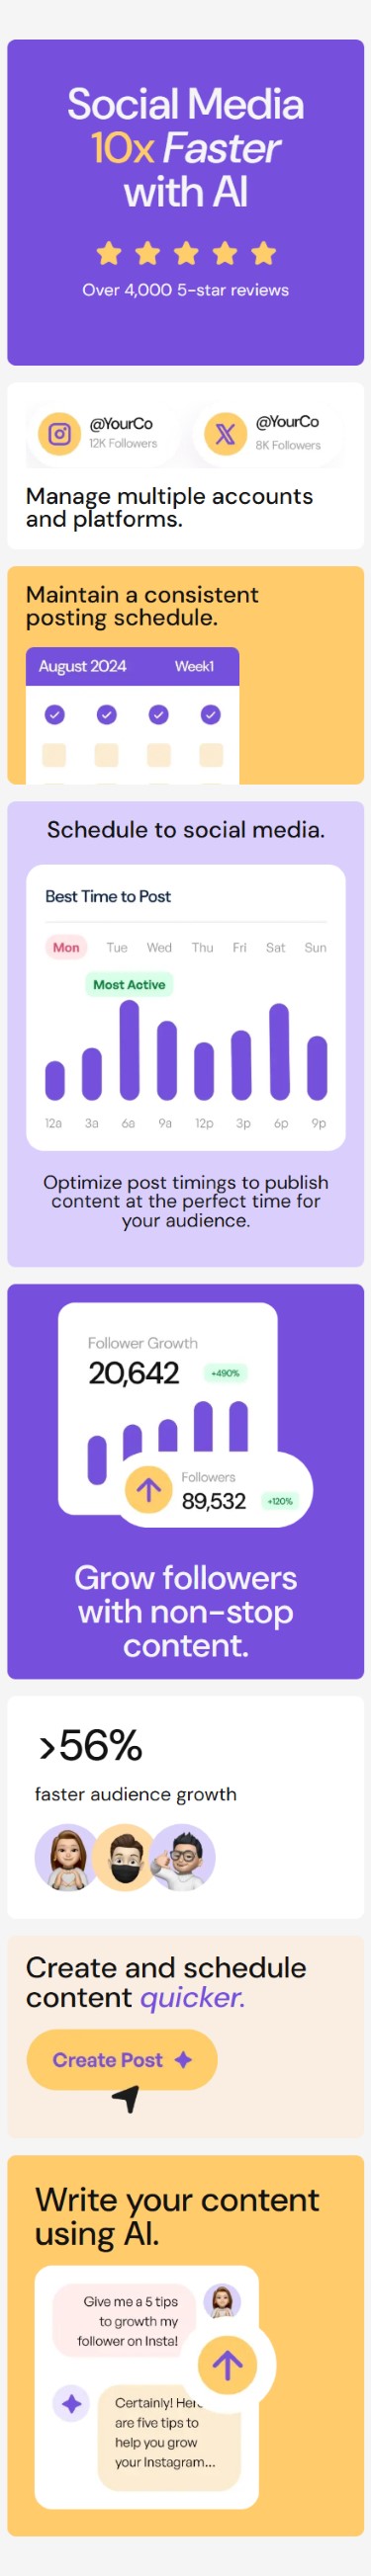 Social Media
10x Faster
with AI
Over 4,000 5-star reviews
@YourCo
12K Followers
@YourCo
8K Followers
Manage multiple accounts
and platforms.
Maintain a consistent
posting schedule.
August 2024 Week1
Schedule to social media.
Best Time to Post
Mon Tue Wed Thu Fri Sat Sun
Most Active
12a 3a 6a 9a 12p 3p 6p 9p
Optimize post timings to publish
content at the perfect time for
your audience.
Follower Growth
20,642 +490%
Followers
89,532 +120%
Grow followers
with non-stop
content.
>56%
faster audience growth
Create and schedule
content quicker.
Create Post
Write your content
using AI.
Give me a 5 tips
to growth my
follower on Insta!
Certainly!
are five tips to
help you grow
your Instagram...